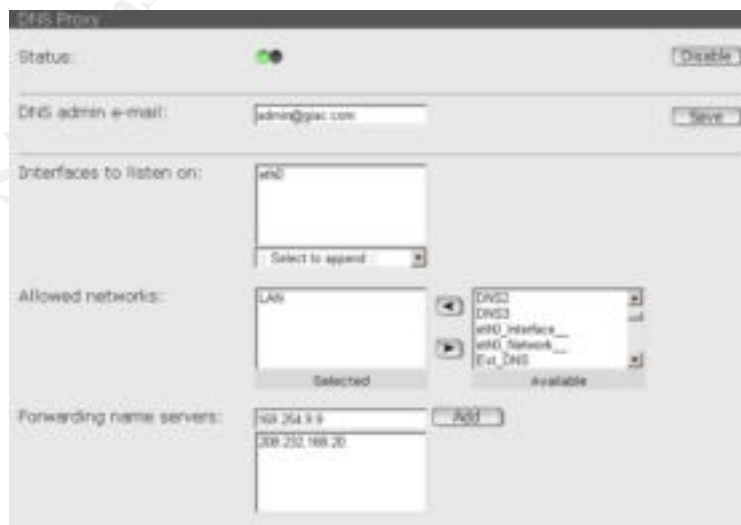 DNS Proxy
Status:
Disable
DNS admin e-mail:
admin@giac.com
Save
Interfaces to listen on:
eth0
Select to append
Allowed networks:
LAN
DNS2
DNS3
eth0_Interface__
eth0_Network__
Ext_DNS
Selected
Available
Forwarding name servers:
169.254.9.9
Add
208.232.168.20